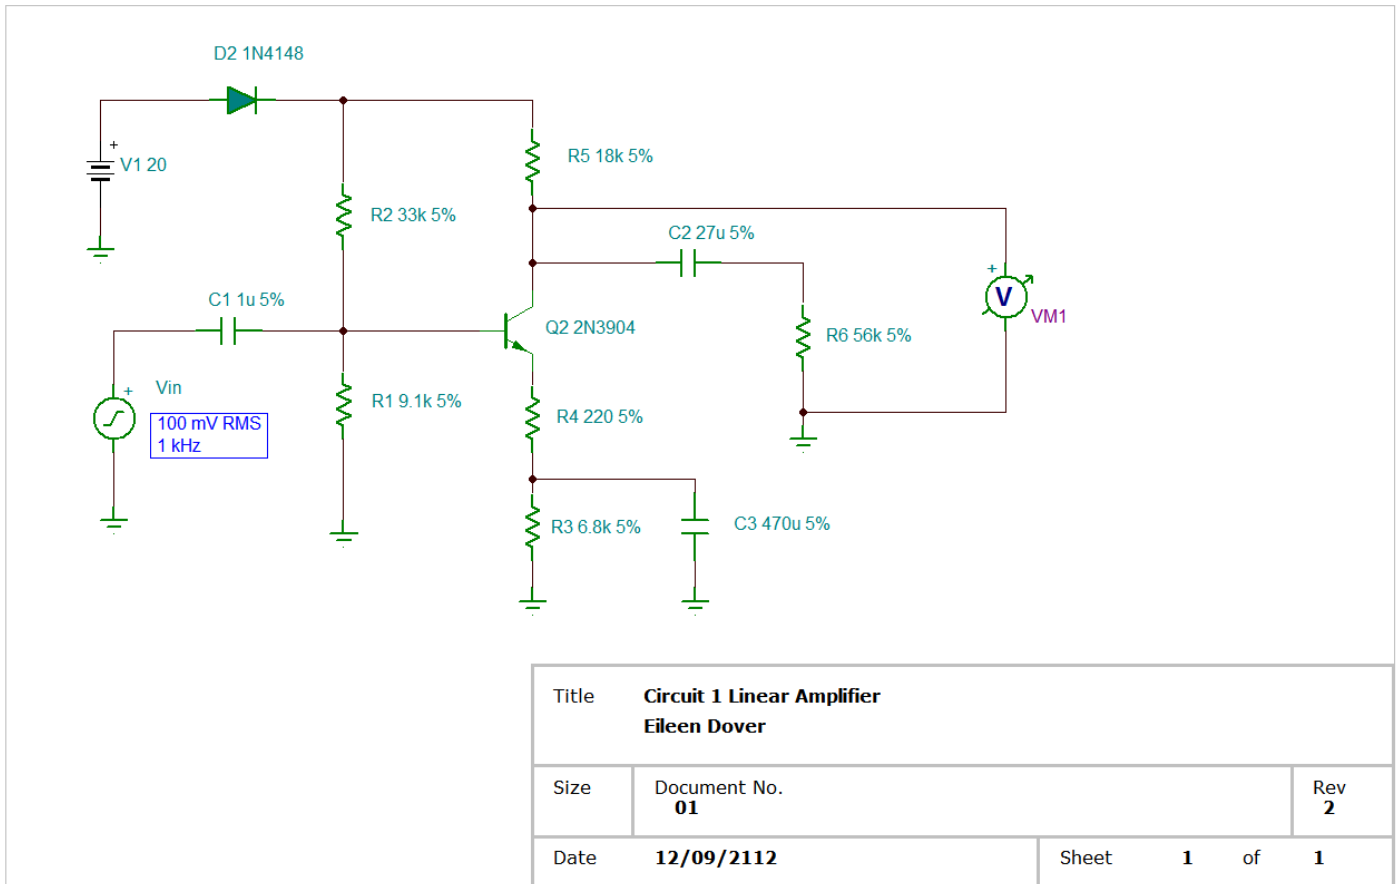 D2 1N4148
+
V1 20
R5 18k 5%
R2 33k 5%
C2 27u 5%
+
V
VM1
C1 1u 5%
Q2 2N3904
R6 56k 5%
+
Vin
100 mV RMS
1 kHz
R1 9.1k 5%
R4 220 5%
R3 6.8k 5%
C3 470u 5%
Title Circuit 1 Linear Amplifier
Eileen Dover
Size Document No. Rev
01 2
Date 12/09/2112 Sheet 1 of 1